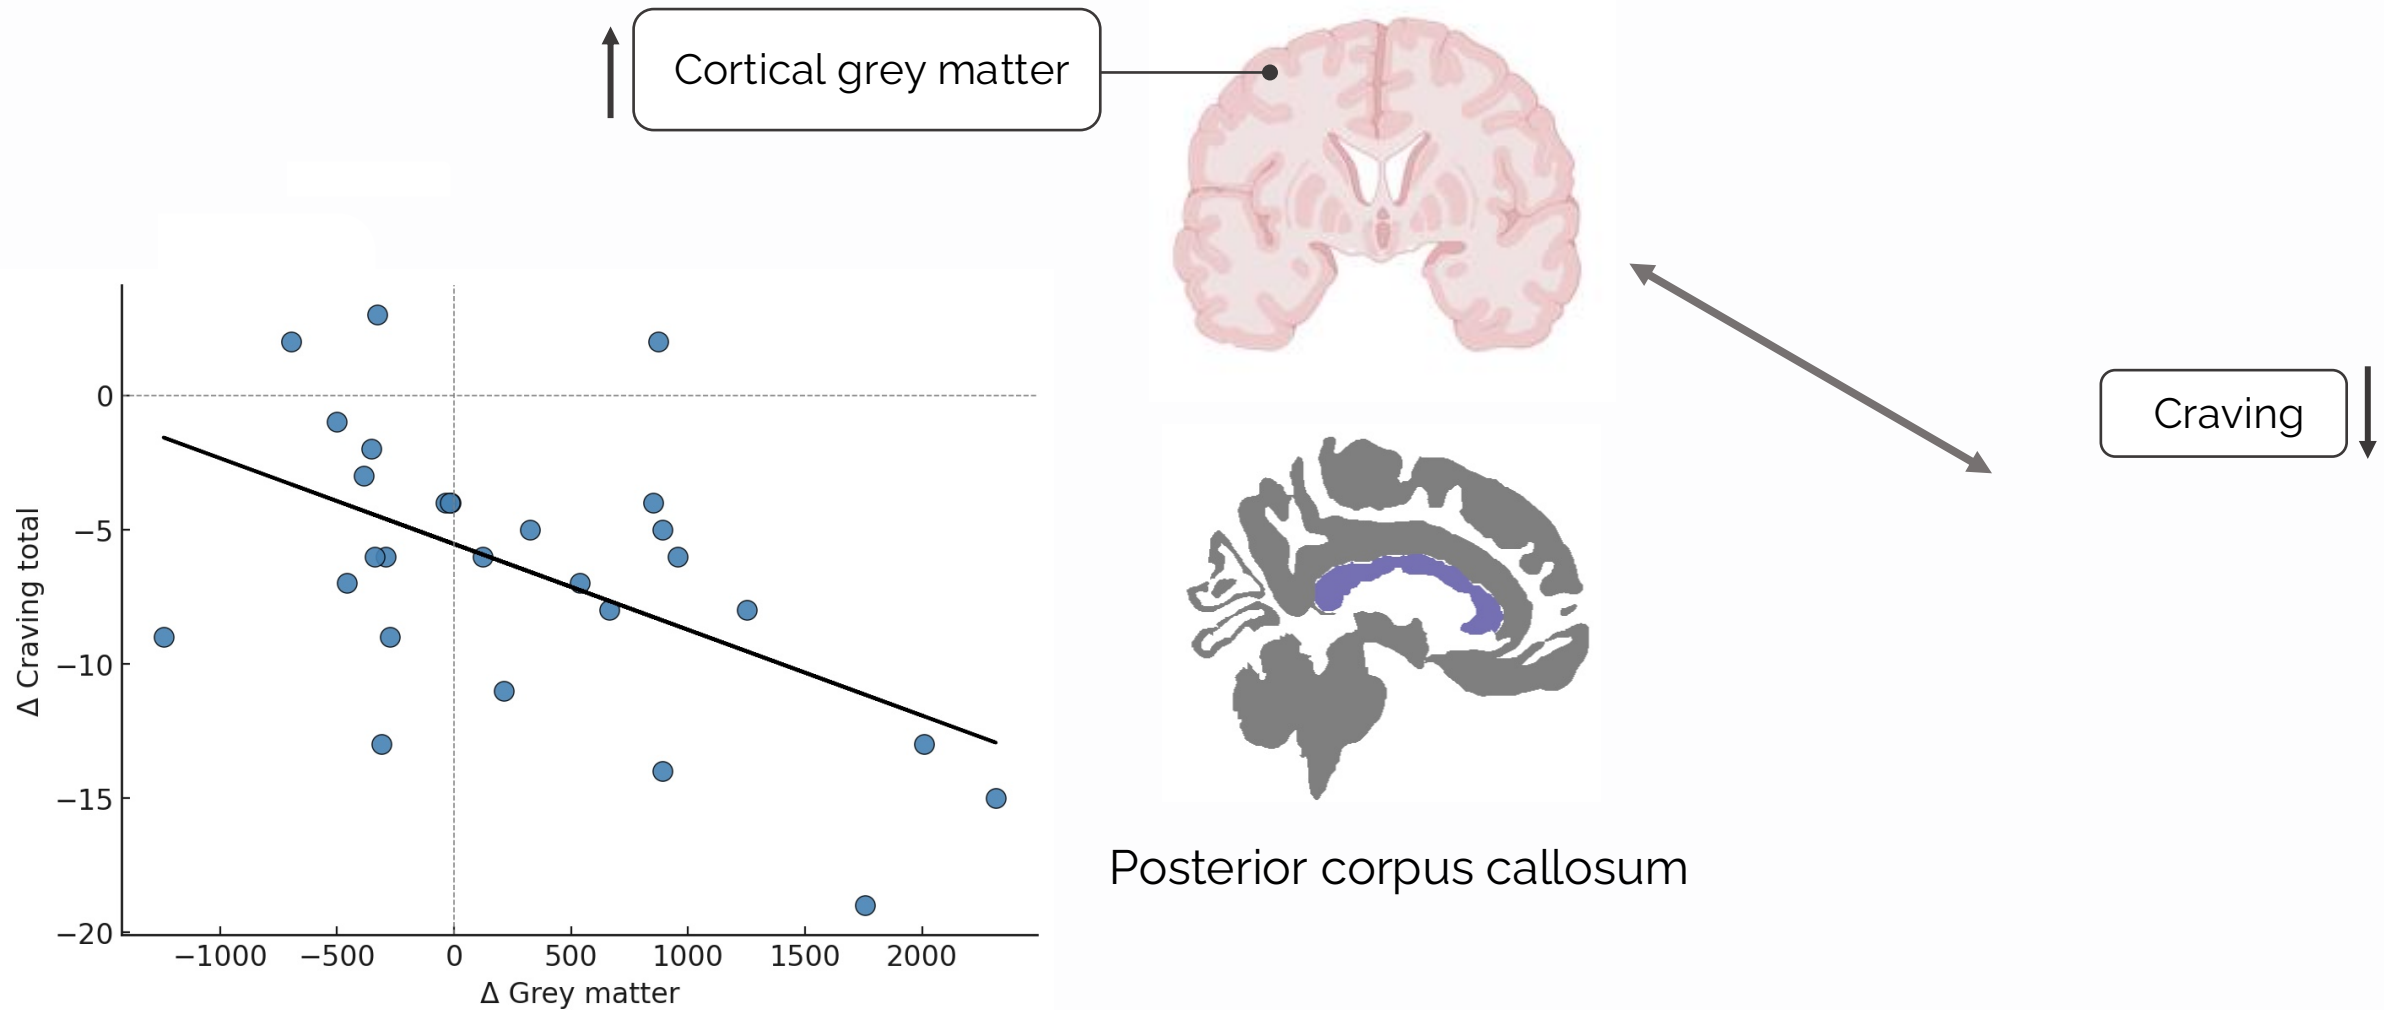 Cortical grey matter
Craving
Posterior corpus callosum
Δ Craving total
0
−5
−10
−15
−20
−1000 −500 0 500 1000 1500 2000
Δ Grey matter